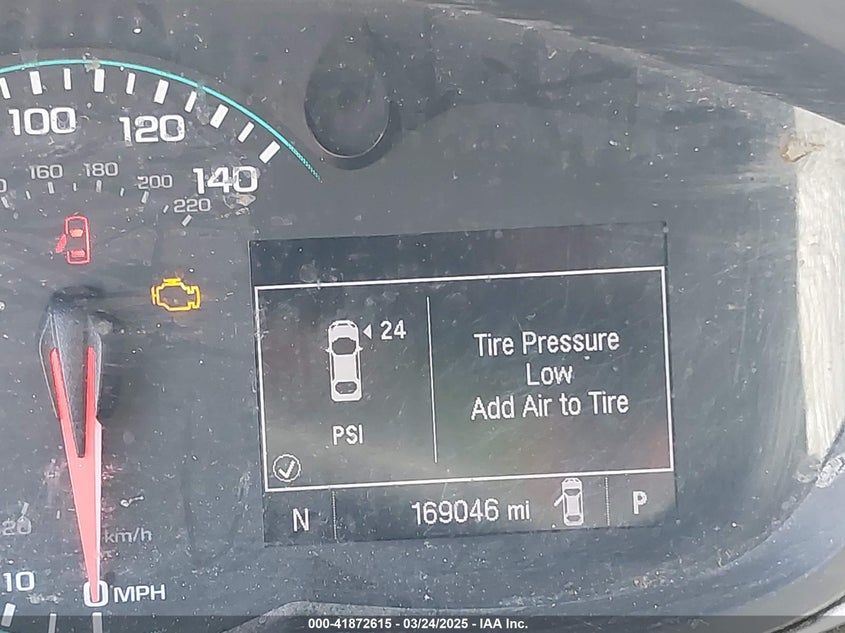 100
120
140
160
180
200
220
24
Tire Pressure
Low
Add Air to Tire
PSI
N
169046 mi
P
km/h
10
0 MPH
000-41872615 - 03/24/2025 - IAA Inc.